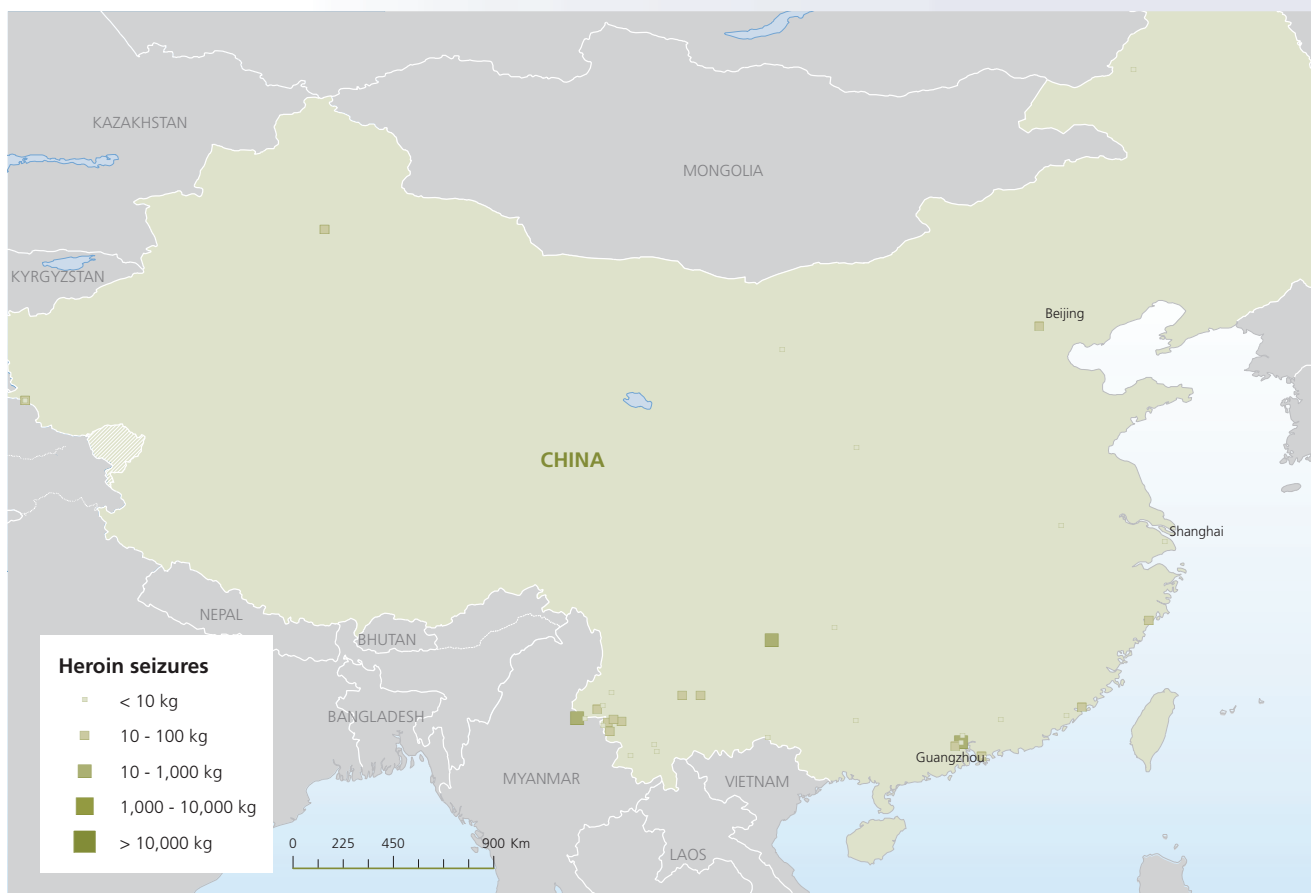 KAZAKHSTAN
MONGOLIA
KYRGYZSTAN
Beijing
CHINA
Shanghai
NEPAL
BHUTAN
Heroin seizures
< 10 kg
10 - 100 kg
10 - 1,000 kg
1,000 - 10,000 kg
> 10,000 kg
BANGLADESH
MYANMAR
Guangzhou
VIETNAM
LAOS
0 225 450 900 Km